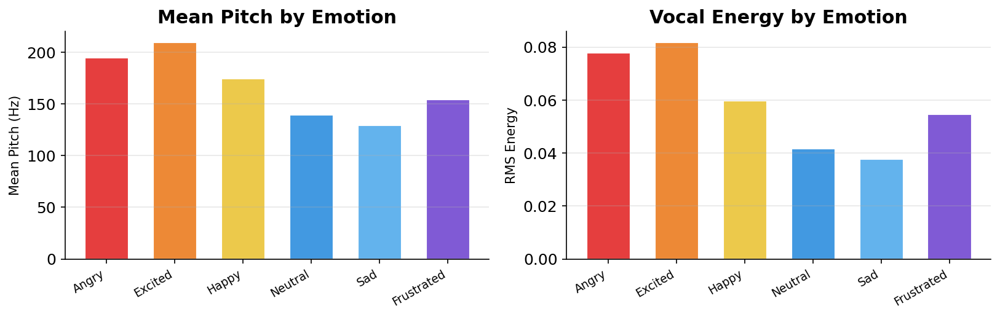 Mean Pitch by Emotion
Mean Pitch (Hz)
200
150
100
50
0
Angry
Excited
Happy
Neutral
Sad
Frustrated
Vocal Energy by Emotion
RMS Energy
0.08
0.06
0.04
0.02
0.00
Angry
Excited
Happy
Neutral
Sad
Frustrated